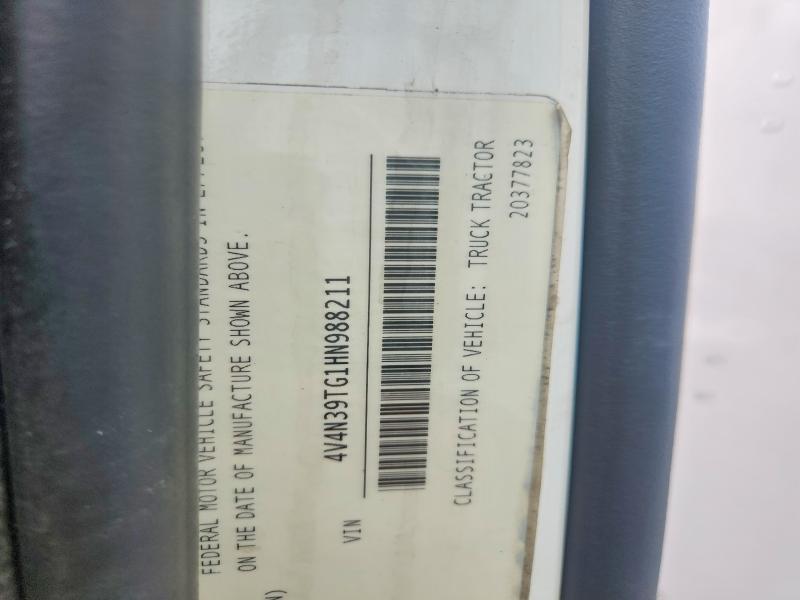 FEDERAL MOTOR VEHICLE SAFETY STANDARDS IN
ON THE DATE OF MANUFACTURE SHOWN ABOVE.
VIN 4V4N39TG1HN988211
CLASSIFICATION OF VEHICLE: TRUCK TRACTOR
20377823